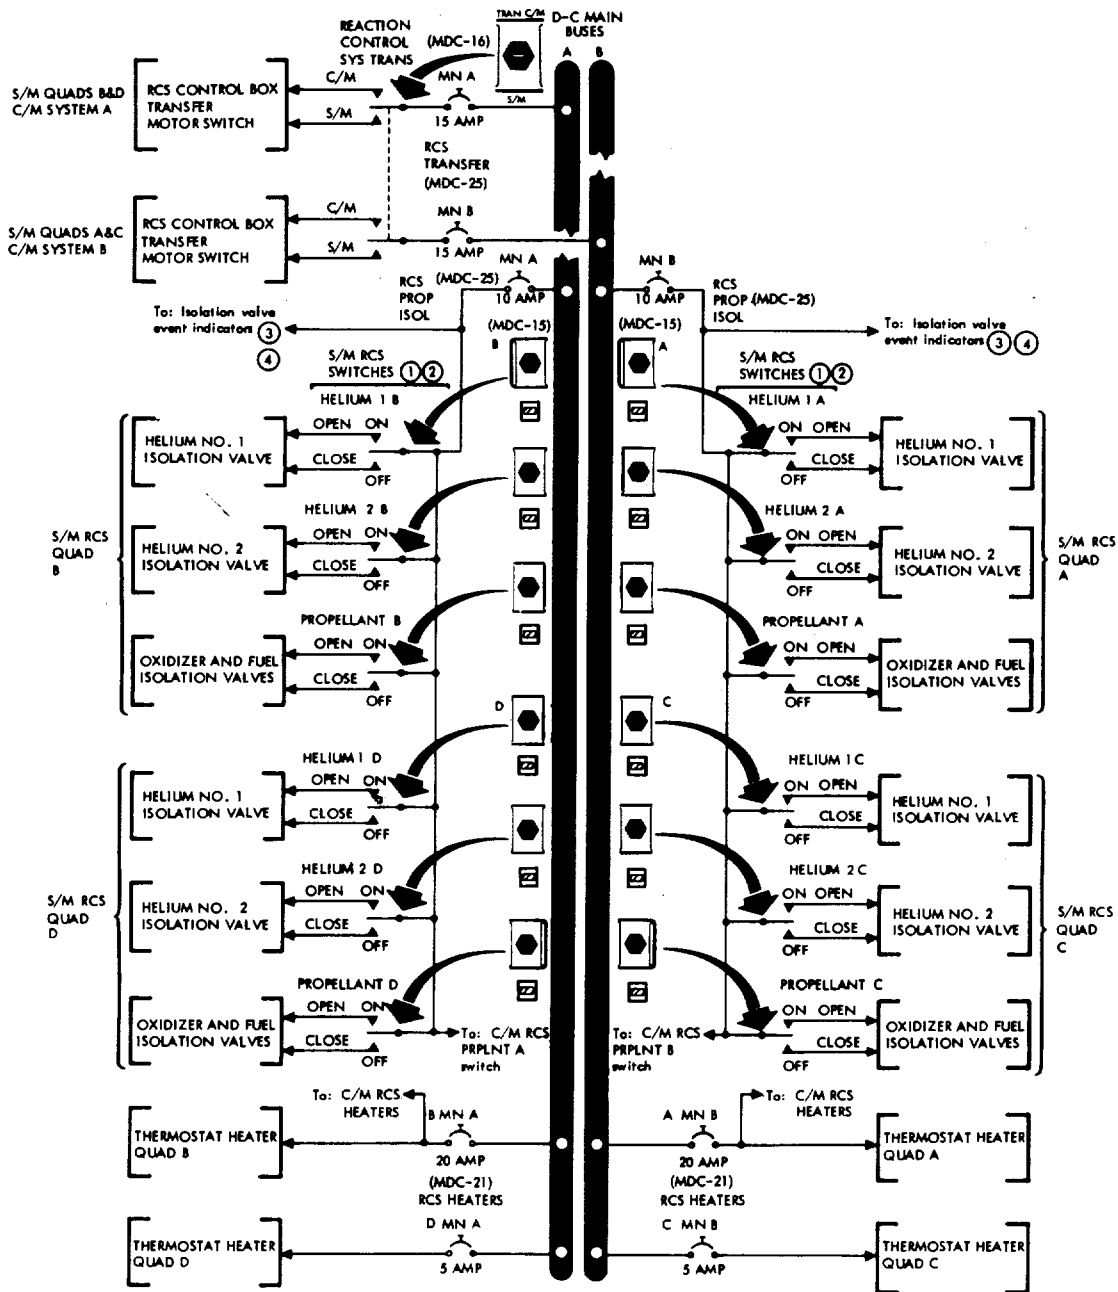 TRAN C/M
D-C MAIN
BUSES
A B
REACTION
CONTROL
SYS TRANS
(MDC-16)
S/M
S/M QUADS B&D
C/M SYSTEM A
RCS CONTROL BOX
TRANSFER
MOTOR SWITCH
C/M
S/M
MN A
15 AMP
RCS
TRANSFER
(MDC-25)
S/M QUADS A&C
C/M SYSTEM B
RCS CONTROL BOX
TRANSFER
MOTOR SWITCH
C/M
S/M
MN B
15 AMP
RCS
PROP
ISOL
(MDC-25)
MN A
10 AMP
MN B
10 AMP
RCS
PROP (MDC-25)
ISOL
To: Isolation valve
event indicators 3
4
To: Isolation valve
event indicators 3 4
(MDC-15)
B
(MDC-15)
A
S/M RCS
SWITCHES 1 2
S/M RCS
SWITCHES 1 2
S/M RCS
QUAD
B
HELIUM 1 B
OPEN ON
CLOSE
OFF
HELIUM NO. 1
ISOLATION VALVE
HELIUM 2 B
OPEN ON
CLOSE
OFF
HELIUM NO. 2
ISOLATION VALVE
PROPELLANT B
OPEN ON
CLOSE
OFF
OXIDIZER AND FUEL
ISOLATION VALVES
HELIUM 1 A
ON OPEN
CLOSE
OFF
HELIUM NO. 1
ISOLATION VALVE
HELIUM 2 A
ON OPEN
CLOSE
OFF
HELIUM NO. 2
ISOLATION VALVE
PROPELLANT A
ON OPEN
CLOSE
OFF
OXIDIZER AND FUEL
ISOLATION VALVES
S/M RCS
QUAD
A
D
C
S/M RCS
QUAD
D
HELIUM 1 D
OPEN ON
CLOSE
OFF
HELIUM NO. 1
ISOLATION VALVE
HELIUM 2 D
OPEN ON
CLOSE
OFF
HELIUM NO. 2
ISOLATION VALVE
PROPELLANT D
OPEN ON
CLOSE
OFF
OXIDIZER AND FUEL
ISOLATION VALVES
To: C/M RCS
PRPLNT A
switch
HELIUM 1 C
ON OPEN
CLOSE
OFF
HELIUM NO. 1
ISOLATION VALVE
HELIUM 2 C
ON OPEN
CLOSE
OFF
HELIUM NO. 2
ISOLATION VALVE
PROPELLANT C
ON OPEN
CLOSE
OFF
OXIDIZER AND FUEL
ISOLATION VALVES
To: C/M RCS
PRPLNT B
switch
S/M RCS
QUAD
C
To: C/M RCS
HEATERS
To: C/M RCS
HEATERS
THERMOSTAT HEATER
QUAD B
B MN A
20 AMP
(MDC-21)
RCS HEATERS
A MN B
20 AMP
(MDC-21)
RCS HEATERS
THERMOSTAT HEATER
QUAD A
THERMOSTAT HEATER
QUAD D
D MN A
5 AMP
C MN B
5 AMP
THERMOSTAT HEATER
QUAD C